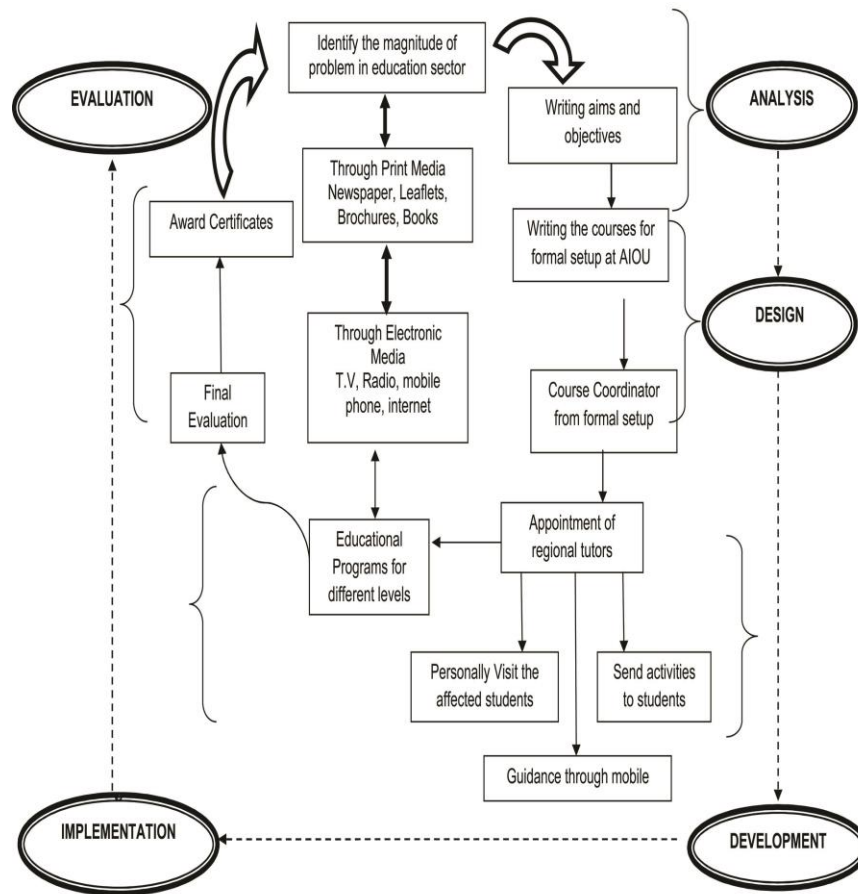 Identify the magnitude of
problem in education sector
EVALUATION
ANALYSIS
Writing aims and
objectives
Through Print Media
Newspaper, Leaflets,
Brochures, Books
Award Certificates
Writing the courses for
formal setup at AIOU
DESIGN
Through Electronic
Media
T.V, Radio, mobile
phone, internet
Final
Evaluation
Course Coordinator
from formal setup
Appointment of
regional tutors
Educational
Programs for
different levels
Personally Visit the
affected students
Send activities
to students
Guidance through mobile
IMPLEMENTATION
DEVELOPMENT